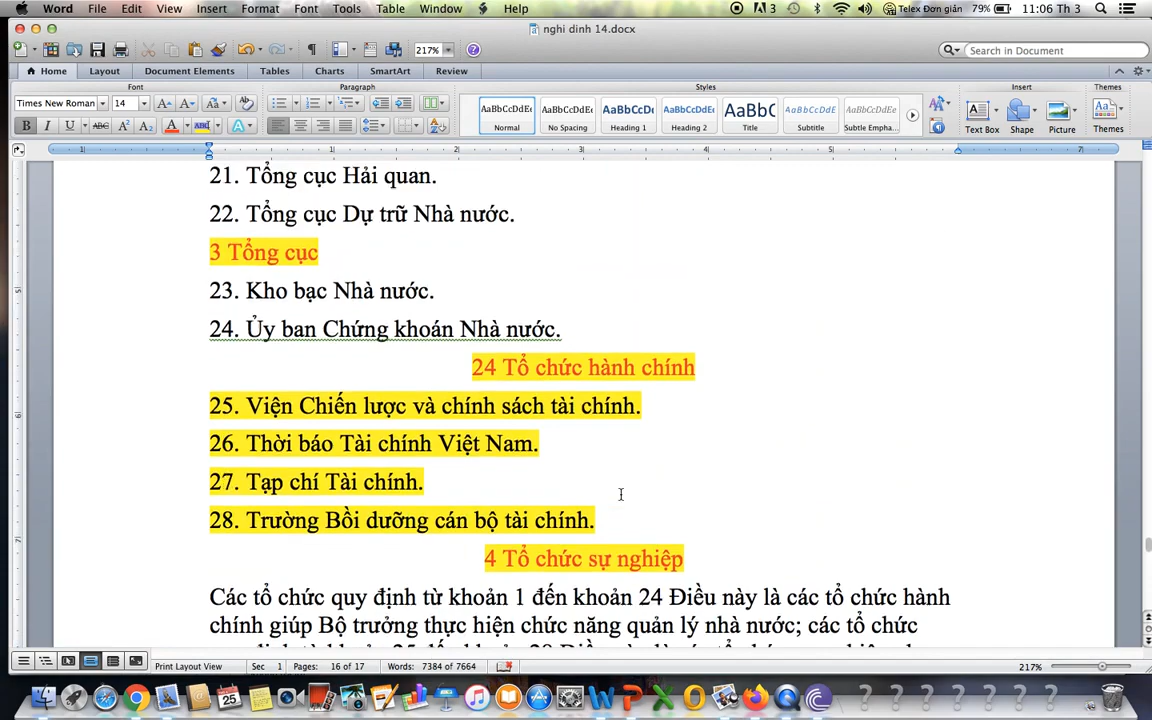 Word File Edit View Insert Format Font Tools Table Window Help
3 Telex Đơn giản 79% 11:06 Th 3
nghi dinh 14.docx
217% Search in Document
Home Layout Document Elements Tables Charts SmartArt Review
Font Paragraph Styles Insert Themes
Times New Roman 14
AaBbCcDdEe AaBbCcDdEe AaBbCcDd AaBbCcDdEe AaBbC AaBbCcDdE AaBbCcDdEe
Normal No Spacing Heading 1 Heading 2 Title Subtitle Subtle Empha...
Text Box Shape Picture Themes
21. Tổng cục Hải quan.
22. Tổng cục Dự trữ Nhà nước.
3 Tổng cục
23. Kho bạc Nhà nước.
24. Ủy ban Chứng khoán Nhà nước.
24 Tổ chức hành chính
25. Viện Chiến lược và chính sách tài chính.
26. Thời báo Tài chính Việt Nam.
27. Tạp chí Tài chính.
28. Trường Bồi dưỡng cán bộ tài chính.
4 Tổ chức sự nghiệp
Các tổ chức quy định từ khoản 1 đến khoản 24 Điều này là các tổ chức hành
chính giúp Bộ trưởng thực hiện chức năng quản lý nhà nước; các tổ chức
Print Layout View Sec 1 Pages: 16 of 17 Words: 7384 of 7664 217%